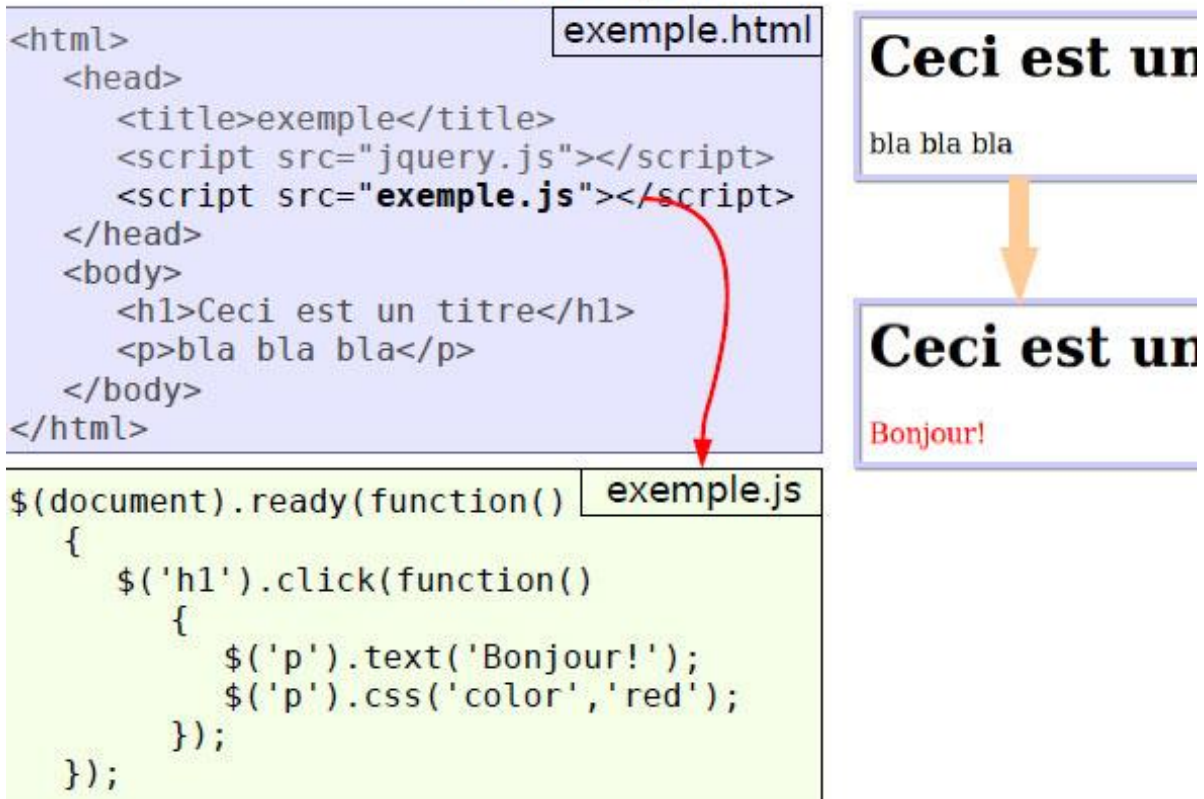 exemple.html
<html>
<head>
<title>exemple</title>
<script src="jquery.js"></script>
<script src="exemple.js"></script>
</head>
<body>
<h1>Ceci est un titre</h1>
<p>bla bla bla</p>
</body>
</html>
exemple.js
$(document).ready(function()
{
$('h1').click(function()
{
$('p').text('Bonjour!');
$('p').css('color','red');
});
});
Ceci est un
bla bla bla
Ceci est un
Bonjour!